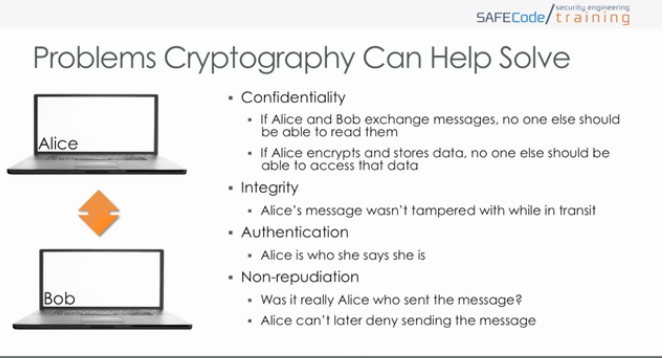 SAFECode/security engineering training
Problems Cryptography Can Help Solve
Alice
Bob
▪ Confidentiality
▪ If Alice and Bob exchange messages, no one else should
be able to read them
▪ If Alice encrypts and stores data, no one else should be
able to access that data
▪ Integrity
▪ Alice's message wasn't tampered with while in transit
▪ Authentication
▪ Alice is who she says she is
▪ Non-repudiation
▪ Was it really Alice who sent the message?
▪ Alice can't later deny sending the message